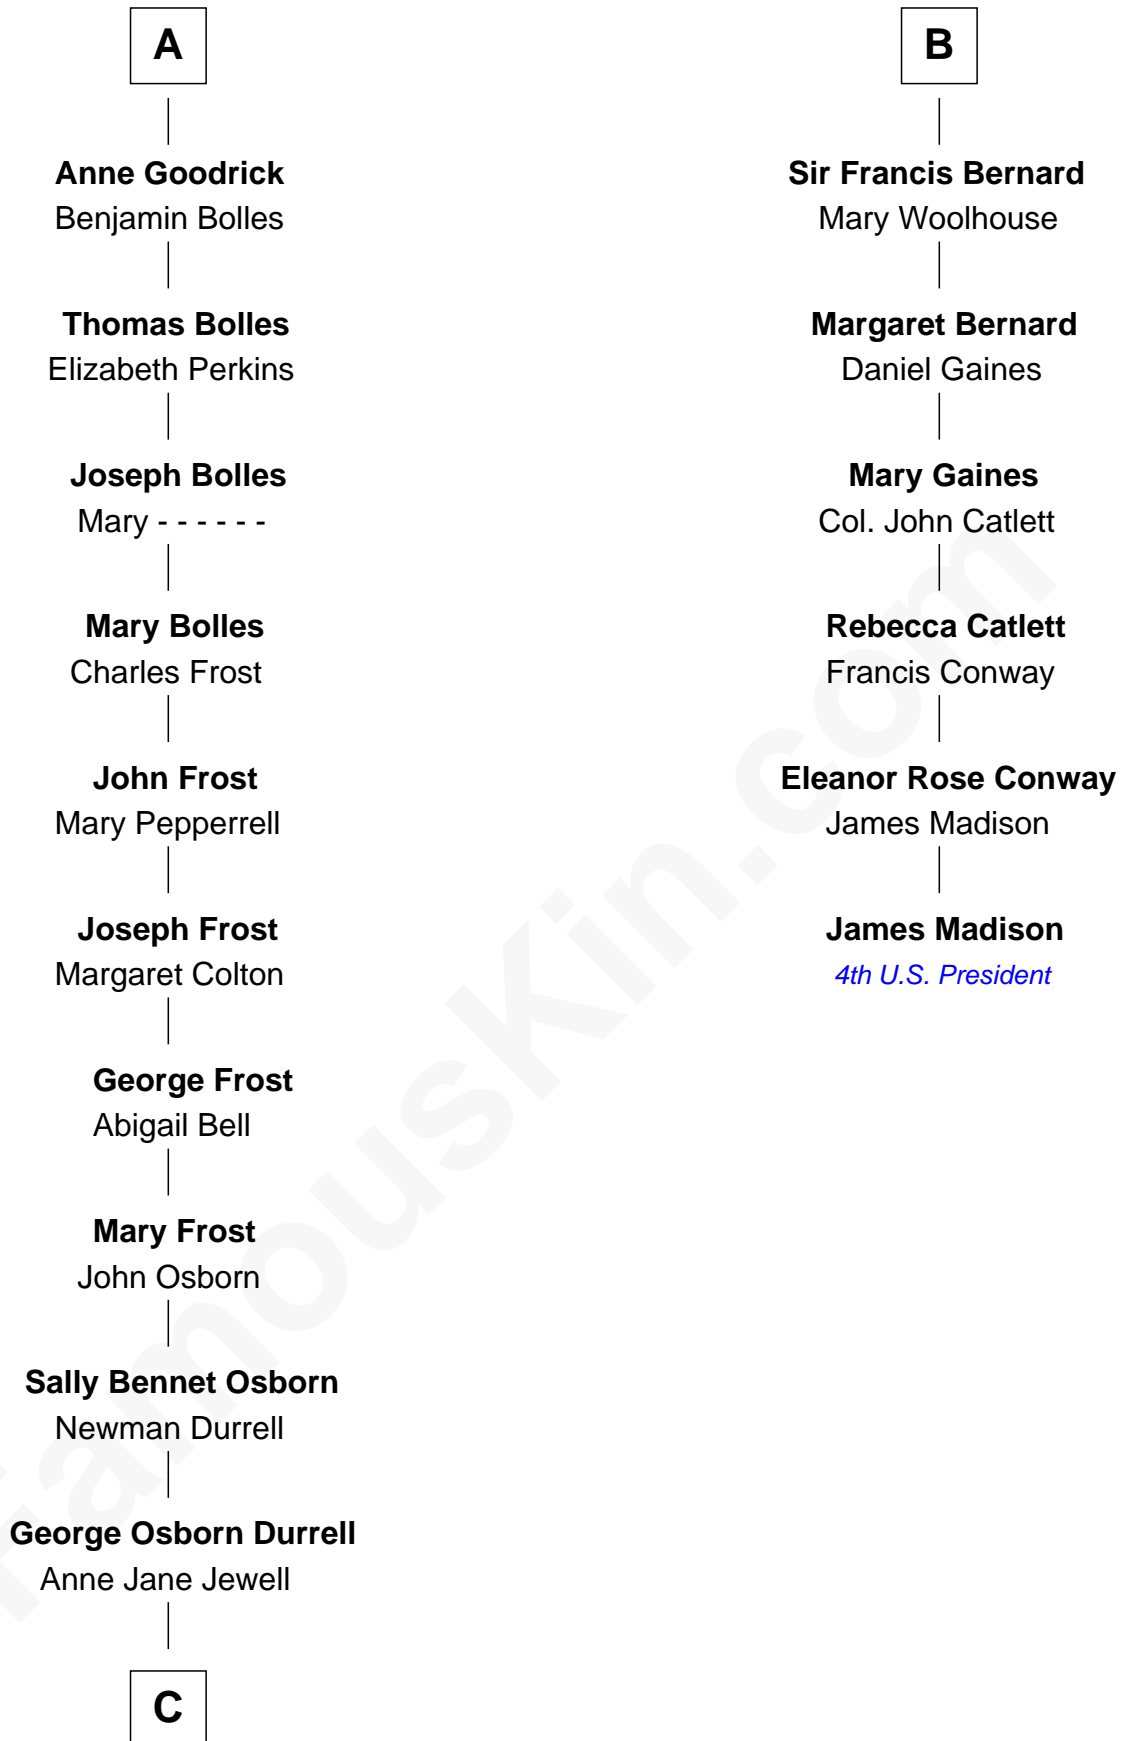 A
Anne Goodrick
Benjamin Bolles
Thomas Bolles
Elizabeth Perkins
Joseph Bolles
Mary - - - - - -
Mary Bolles
Charles Frost
John Frost
Mary Pepperrell
Joseph Frost
Margaret Colton
George Frost
Abigail Bell
Mary Frost
John Osborn
Sally Bennet Osborn
Newman Durrell
George Osborn Durrell
Anne Jane Jewell
C
B
Sir Francis Bernard
Mary Woolhouse
Margaret Bernard
Daniel Gaines
Mary Gaines
Col. John Catlett
Rebecca Catlett
Francis Conway
Eleanor Rose Conway
James Madison
James Madison
4th U.S. President
FamousKin.com